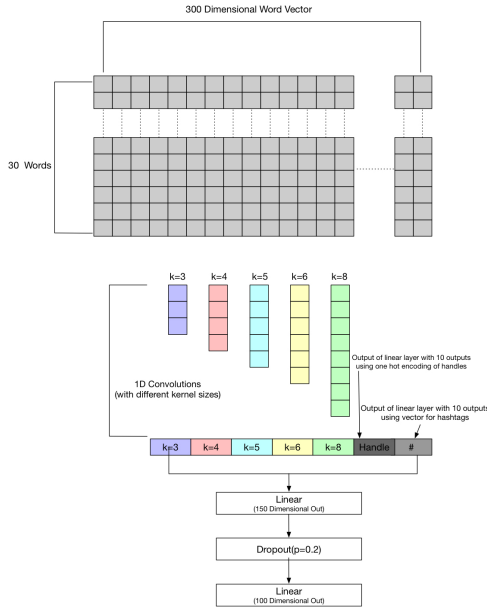 300 Dimensional Word Vector
30 Words
k=3 k=4 k=5 k=6 k=8
Output of linear layer with 10 outputs
using one hot encoding of handles
1D Convolutions
(with different kernel sizes)
Output of linear layer with 10 outputs
using vector for hashtags
k=3 k=4 k=5 k=6 k=8 Handle #
Linear
(150 Dimensional Out)
Dropout(p=0.2)
Linear
(100 Dimensional Out)